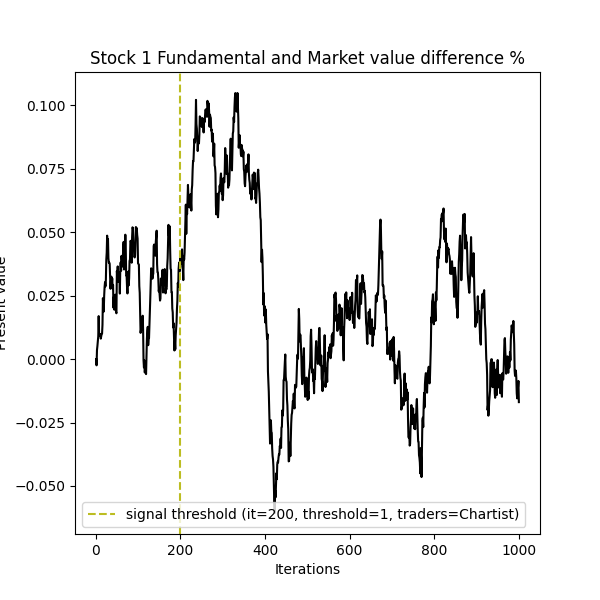 Stock 1 Fundamental and Market value difference %
0.100
0.075
0.050
0.025
0.000
−0.025
−0.050
Present value
signal threshold (it=200, threshold=1, traders=Chartist)
0 200 400 600 800 1000
Iterations